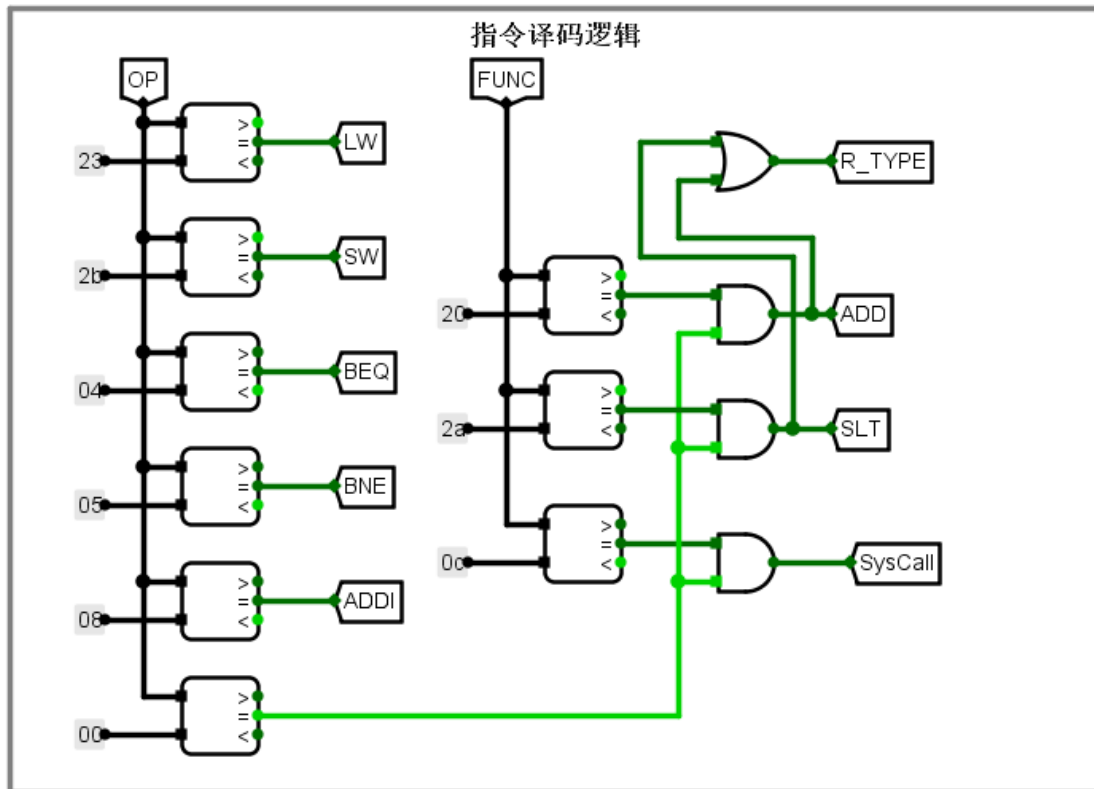 指令译码逻辑
OP
FUNC
>
=
<
23
LW
R_TYPE
>
=
<
2b
SW
>
=
<
20
ADD
>
=
<
04
BEQ
>
=
<
2a
SLT
>
=
<
05
BNE
>
=
<
0c
SysCall
>
=
<
08
ADDI
>
=
<
00